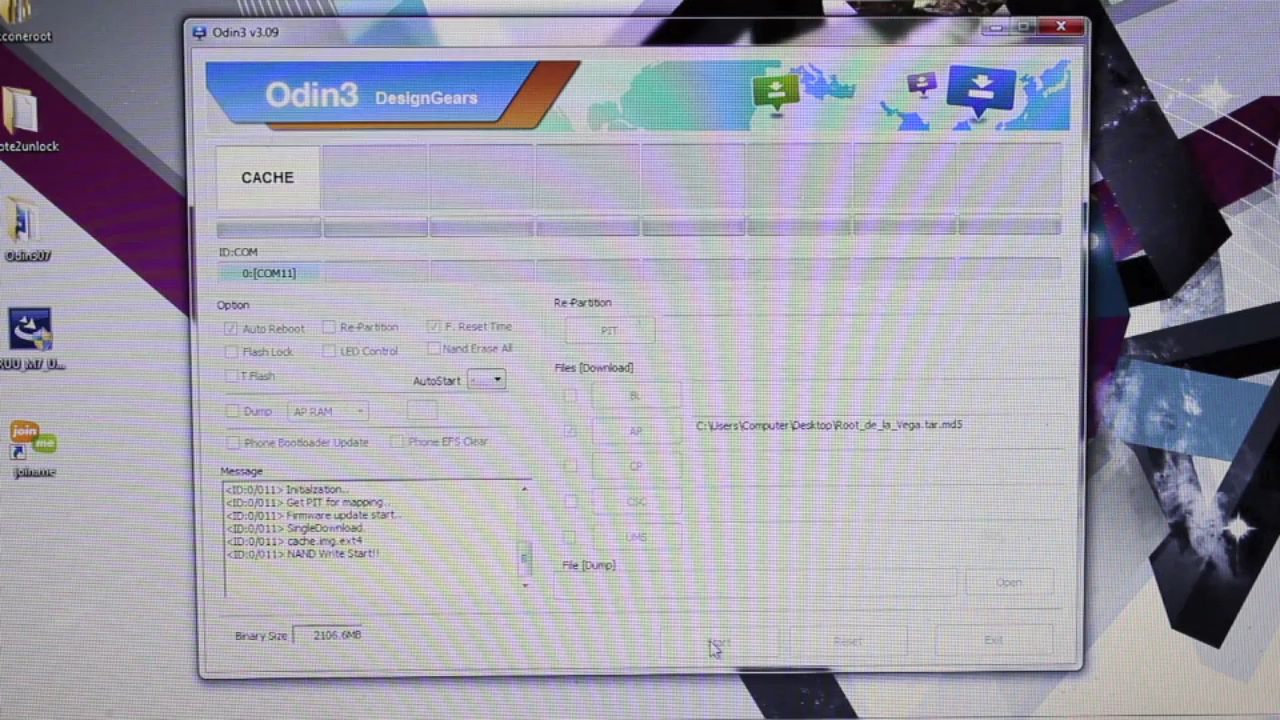 Odin3 v3.09
Odin3 DesignGears
CACHE
ID:COM
0:[COM11]
Option
Auto Reboot
Re-Partition
F. Reset Time
Flash Lock
LED Control
Nand Erase All
T Flash
AutoStart
Dump
AP RAM
Phone Bootloader Update
Phone EFS Clear
Message
<ID:0/011> Initialzation..
<ID:0/011> Get PIT for mapping..
<ID:0/011> Firmware update start..
<ID:0/011> SingleDownload.
<ID:0/011> cache.img.ext4
<ID:0/011> NAND Write Start!!
Binary Size
2106.6MB
Re-Partition
PIT
Files [Download]
BL
AP
C:\Users\Computer\Desktop\Root_de_la_Vega.tar.md5
CP
CSC
UMS
File [Dump]
Open
Start
Reset
Exit
tconeroot
ote2unlock
Odin307
join
me
joinme